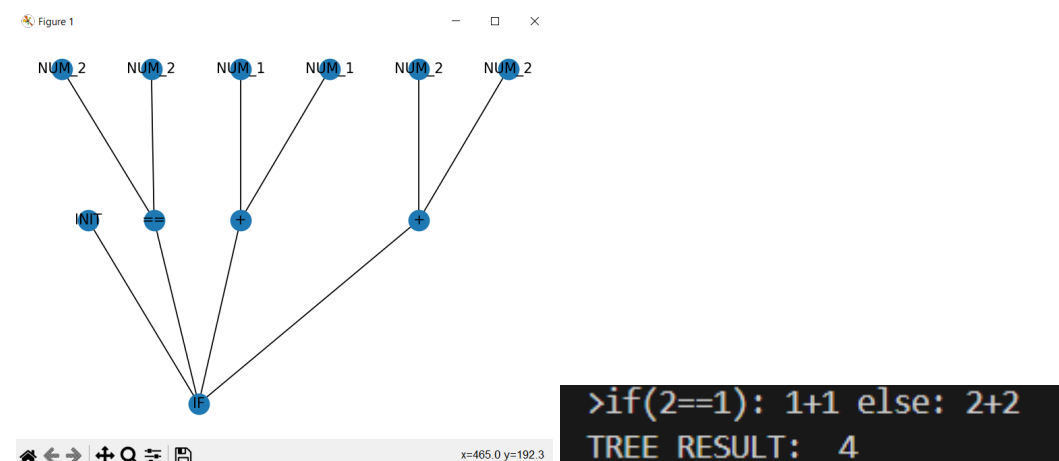 Figure 1
NUM_2 NUM_2 NUM_1 NUM_1 NUM_2 NUM_2
INIT == + +
IF
x=465.0 y=192.3
>if(2==1): 1+1 else: 2+2
TREE RESULT: 4